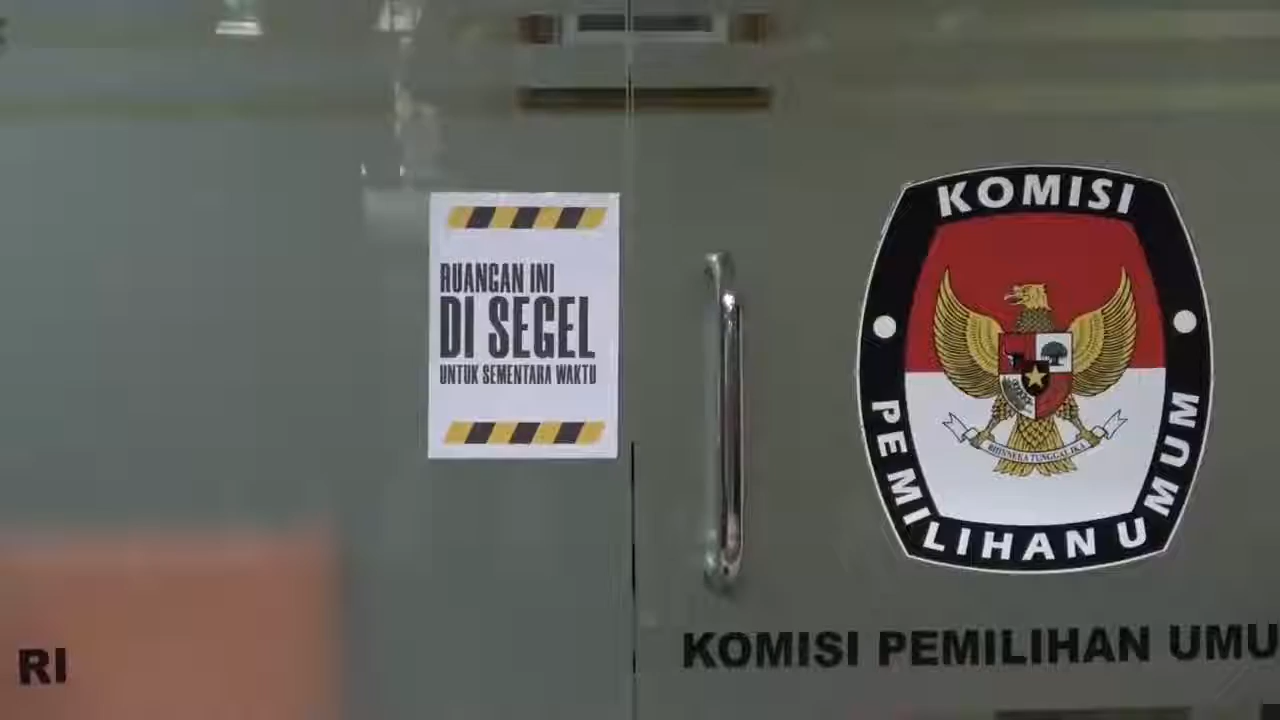 RUANGAN INI
DI SEGEL
UNTUK SEMENTARA WAKTU
KOMISI
PEMILIHAN UMUM
BHINNEKA TUNGGAL IKA
RI
KOMISI PEMILIHAN UMU